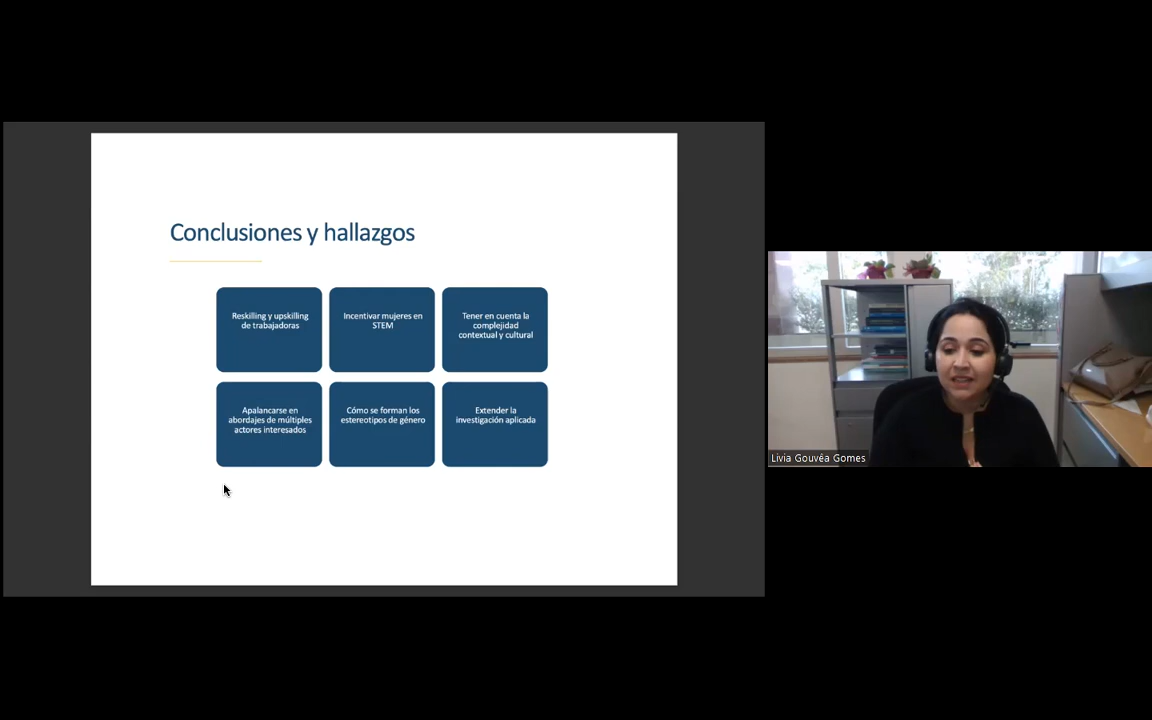 Conclusiones y hallazgos
Reskilling y upskilling
de trabajadoras
Incentivar mujeres en
STEM
Tener en cuenta la
complejidad
contextual y cultural
Apalancarse en
abordajes de múltiples
actores interesados
Cómo se forman los
estereotipos de género
Extender la
investigación aplicada
Livia Gouvêa Gomes